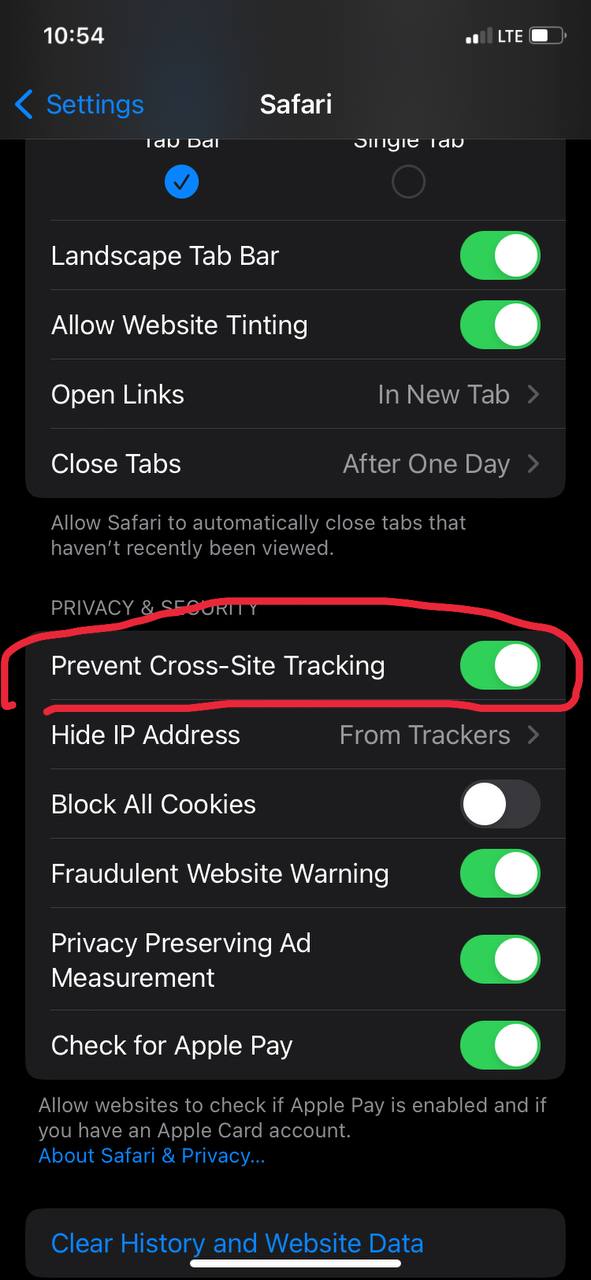 10:54
LTE
Settings
Safari
Tab Bar
Single Tab
Landscape Tab Bar
Allow Website Tinting
Open Links
In New Tab
Close Tabs
After One Day
Allow Safari to automatically close tabs that
haven't recently been viewed.
PRIVACY & SECURITY
Prevent Cross-Site Tracking
Hide IP Address
From Trackers
Block All Cookies
Fraudulent Website Warning
Privacy Preserving Ad
Measurement
Check for Apple Pay
Allow websites to check if Apple Pay is enabled and if
you have an Apple Card account.
About Safari & Privacy...
Clear History and Website Data